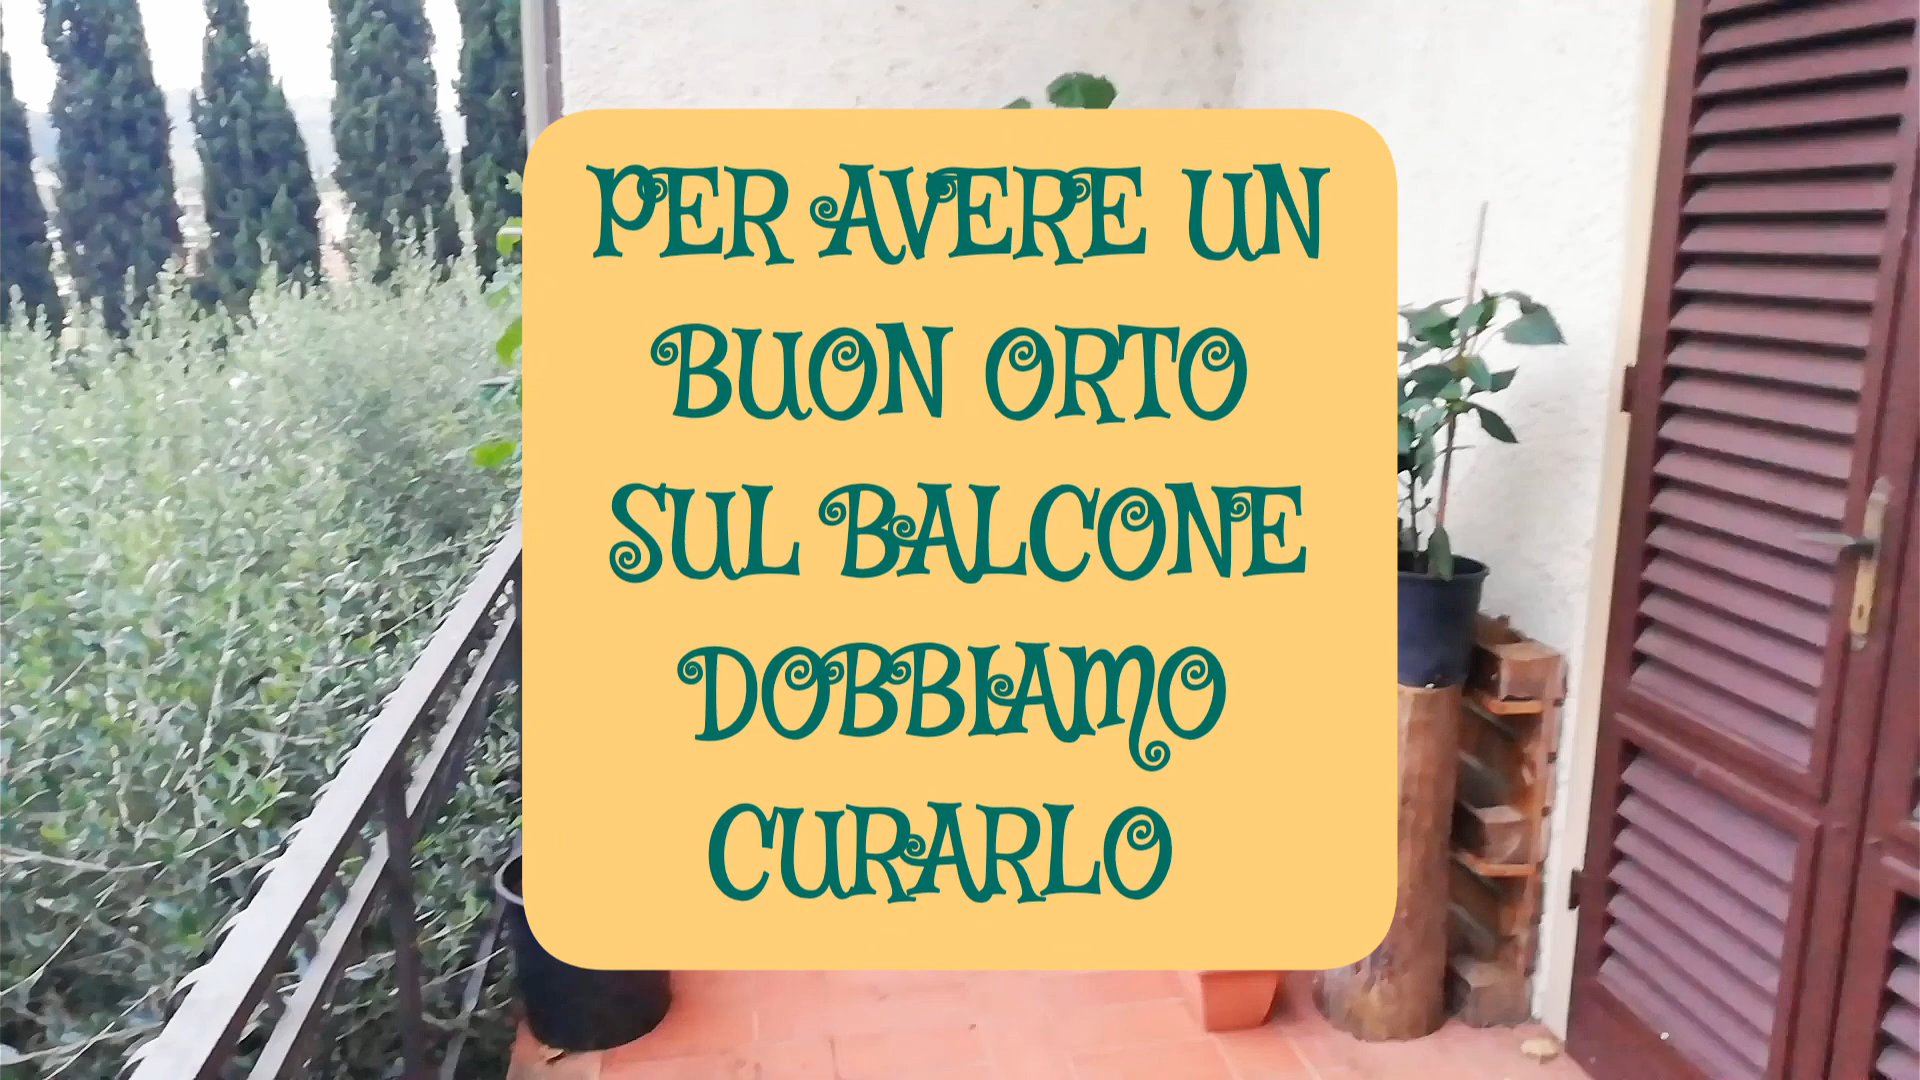 PER AVERE UN
BUON ORTO
SUL BALCONE
DOBBIAMO
CURARLO